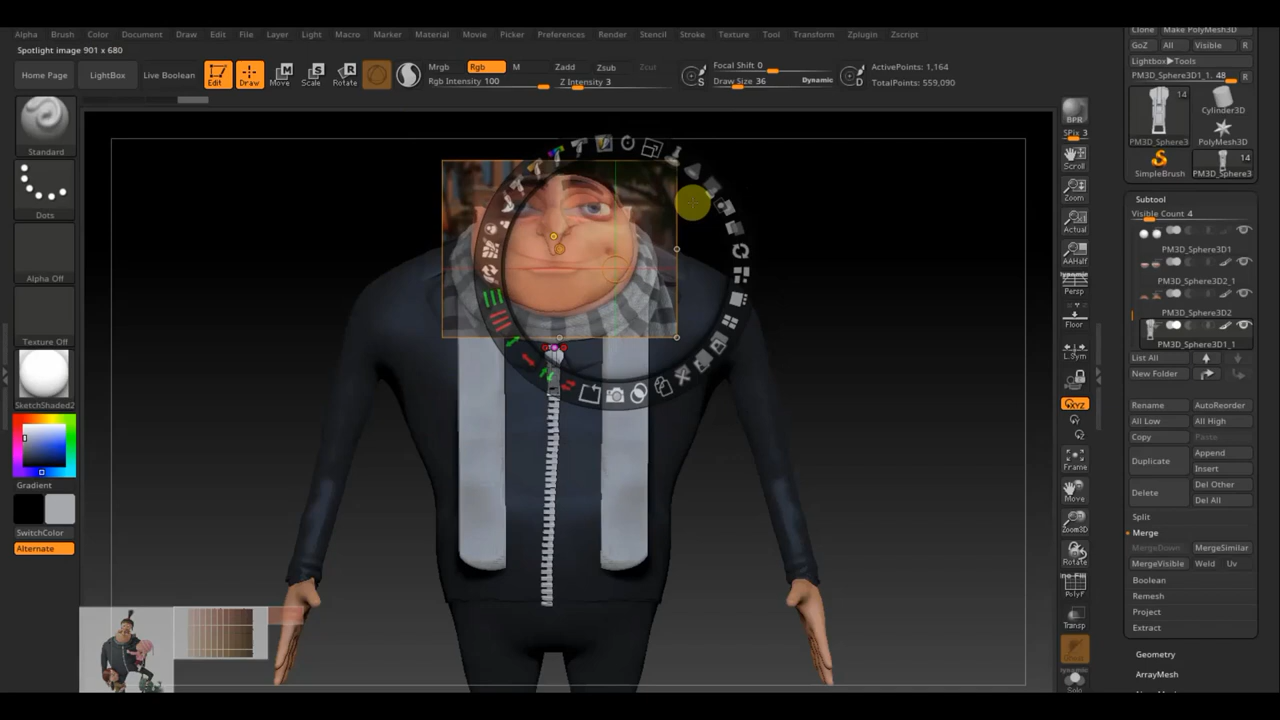 Clone Make PolyMesh3D
Alpha Brush Color Document Draw Edit File Layer Light Macro Marker Material Movie Picker Preferences Render Stencil Stroke Texture Tool Transform Zplugin Zscript
GoZ All Visible R
Spotlight image 901 x 680
Lightbox▶Tools
Home Page LightBox Live Boolean Edit Draw Move Scale Rotate
Mrgb Rgb M Zadd Zsub Zcut
Rgb Intensity 100 Z Intensity 3
Focal Shift 0
Draw Size 36 Dynamic
ActivePoints: 1,164
TotalPoints: 559,090
PM3D_Sphere3D1_1. 48 R
14
PM3D_Sphere3
Cylinder3D
PolyMesh3D
SimpleBrush
14
PM3D_Sphere3
BPR
SPix 3
Scroll
Zoom
Actual
AAHalf
Persp
Floor
L.Sym
XYZ
Frame
Move
Zoom3D
Rotate
PolyF
Transp
Solo
Standard
Dots
Alpha Off
Texture Off
SketchShaded2
Gradient
SwitchColor
Alternate
Subtool
Visible Count 4
PM3D_Sphere3D1
PM3D_Sphere3D2_1
PM3D_Sphere3D2
PM3D_Sphere3D1_1
List All
New Folder
Rename AutoReorder
All Low All High
Copy Paste
Duplicate Append
Insert
Delete Del Other
Del All
Split
Merge
MergeDown MergeSimilar
MergeVisible Weld Uv
Boolean
Remesh
Project
Extract
Geometry
ArrayMesh